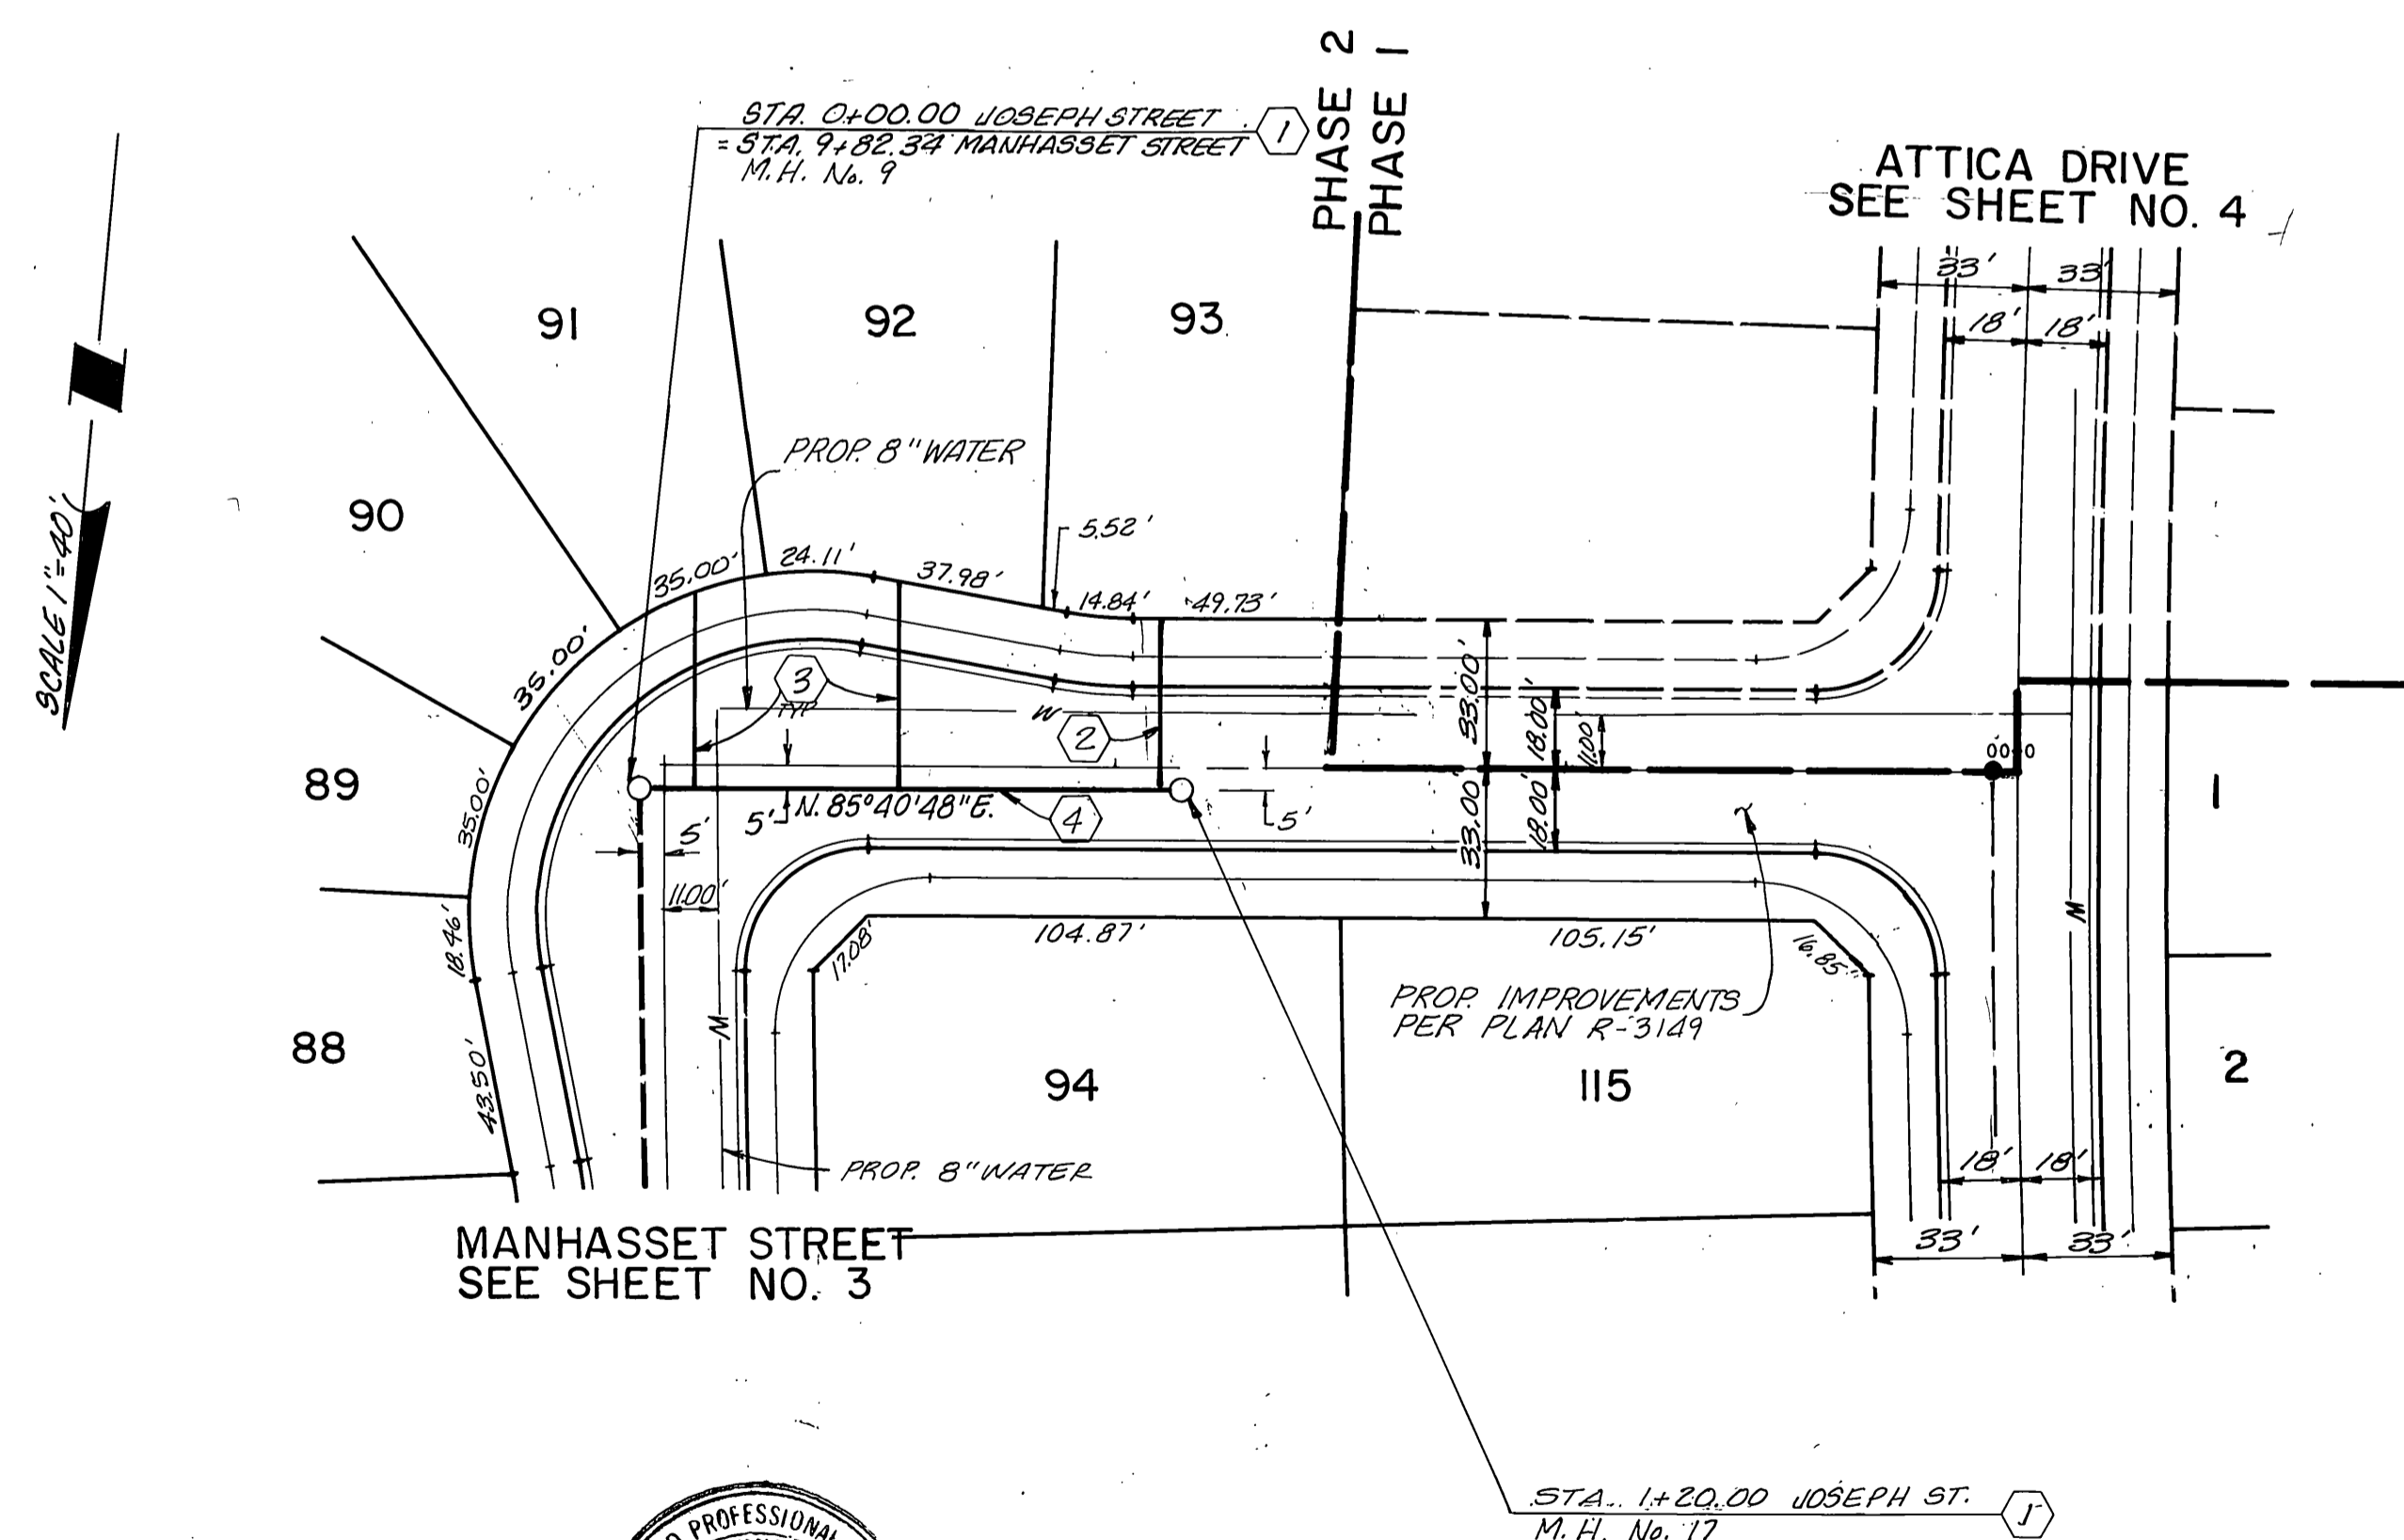 PHASE 2
PHASE 1
STA. 0+00.00 JOSEPH STREET
1
= STA. 9+82.34 MANHASSET STREET
M.H. No. 9
ATTICA DRIVE
SEE SHEET NO. 4
33' 33'
18' 18'
91
92
93
90
SCALE 1"=40'
PROP. 8" WATER
5.52'
35.00'
24.11'
37.98'
14.84'
49.73'
35.00'
3
TYP
W
2
33.00'
18.00'
11.00'
89
35.00'
5'
5'
N. 85°40'48"E.
4
5'
33.00'
18.00'
1
11.00'
18.46'
17.08'
104.87'
105.15'
16.85'
W
W
PROP. IMPROVEMENTS
PER PLAN R-3149
88
43.50'
94
115
2
PROP. 8" WATER
18' 18'
33' 33'
MANHASSET STREET
SEE SHEET NO. 3
STA. 1+20.00 JOSEPH ST.
1
M.H. No. 17
PROFESSIONAL